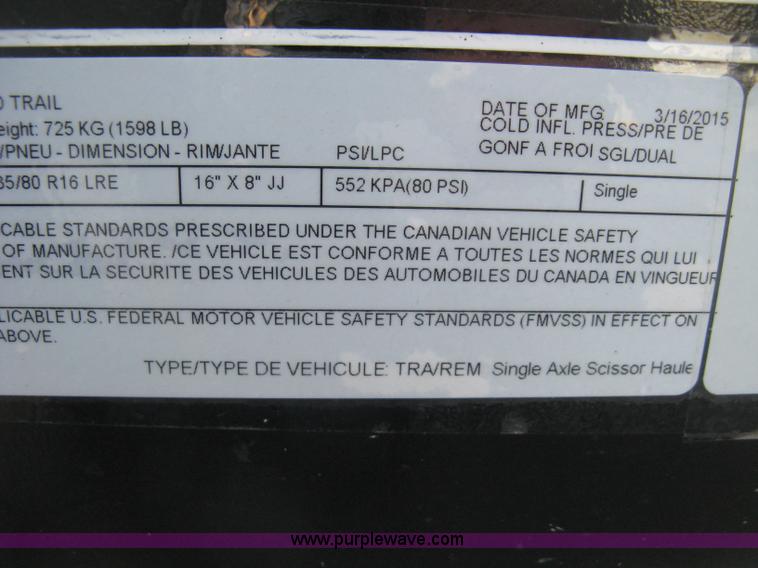 TRAIL
eight: 725 KG (1598 LB)
DATE OF MFG 3/16/2015
COLD INFL. PRESS/PRE DE
/PNEU - DIMENSION - RIM/JANTE PSI/LPC GONF A FROI SGL/DUAL
35/80 R16 LRE 16" X 8" JJ 552 KPA(80 PSI) Single
CABLE STANDARDS PRESCRIBED UNDER THE CANADIAN VEHICLE SAFETY
OF MANUFACTURE. /CE VEHICLE EST CONFORME A TOUTES LES NORMES QUI LUI
ENT SUR LA SECURITE DES VEHICULES DES AUTOMOBILES DU CANADA EN VINGUEUR
LICABLE U.S. FEDERAL MOTOR VEHICLE SAFETY STANDARDS (FMVSS) IN EFFECT ON
ABOVE.
TYPE/TYPE DE VEHICULE: TRA/REM Single Axle Scissor Haule
www.purplewave.com